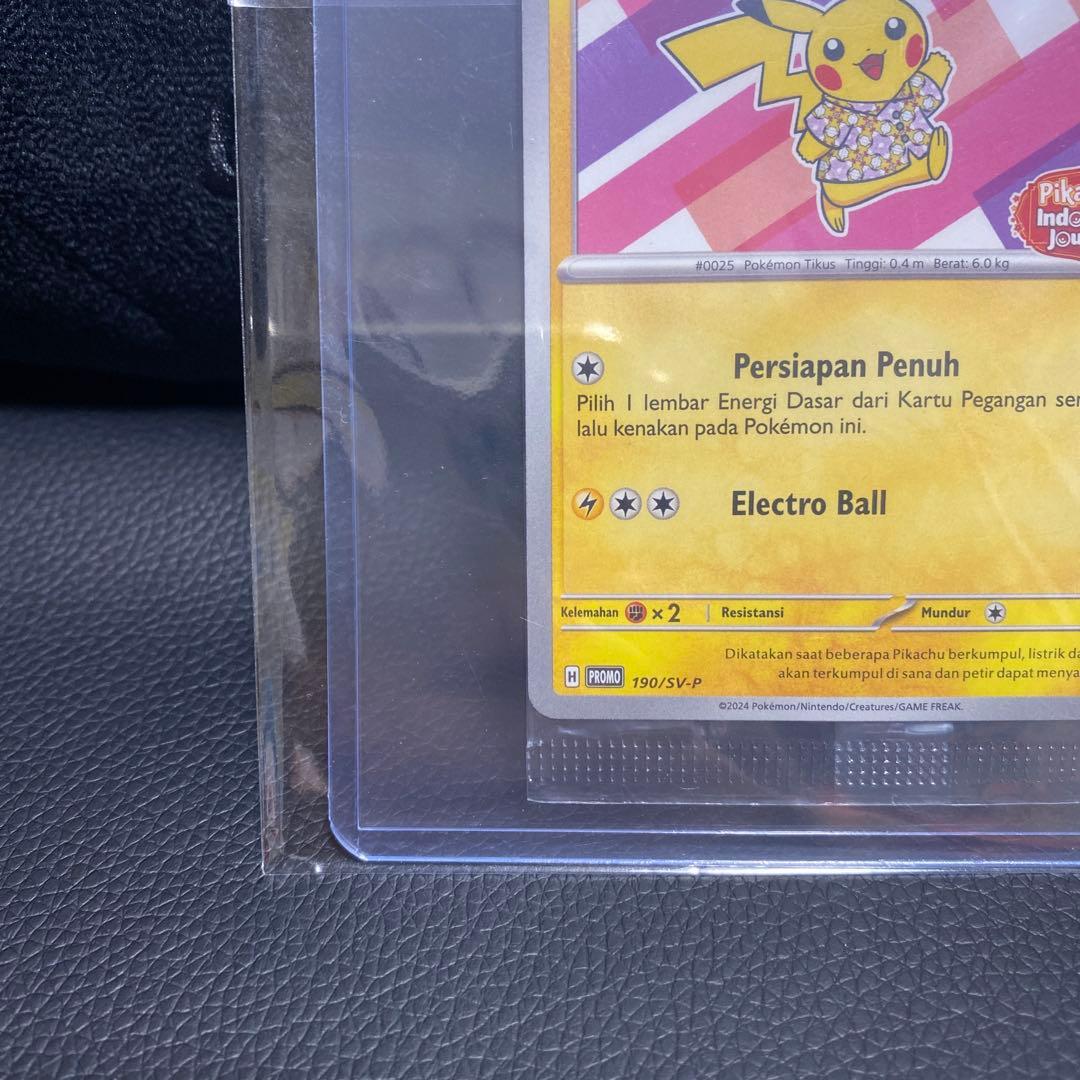 #0025 Pokémon Tikus Tinggi: 0.4 m Berat: 6.0 kg
Persiapan Penuh
Pilih 1 lembar Energi Dasar dari Kartu Pegangan
lalu kenakan pada Pokémon ini.
Electro Ball
Kelemahan ×2 Resistansi Mundur
Dikatakan saat beberapa Pikachu berkumpul, listrik
akan terkumpul di sana dan petir dapat
H PROMO 190/SV-P
©2024 Pokémon/Nintendo/Creatures/GAME FREAK.